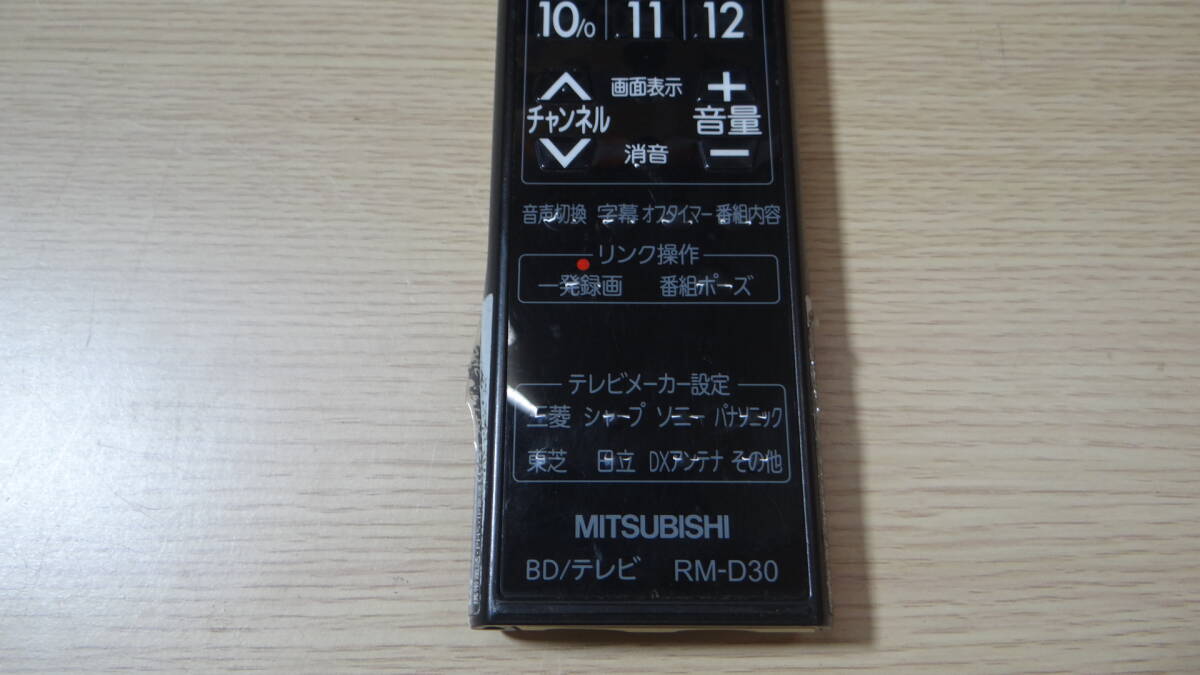 10/0 11 12
画面表示 +
チャンネル 音量
消音 −
音声切換 字幕 オフタイマー 番組内容
リンク操作
一発録画 番組ポーズ
テレビメーカー設定
三菱 シャープ ソニー パナソニック
東芝 日立 DXアンテナ その他
MITSUBISHI
BD/テレビ RM-D30